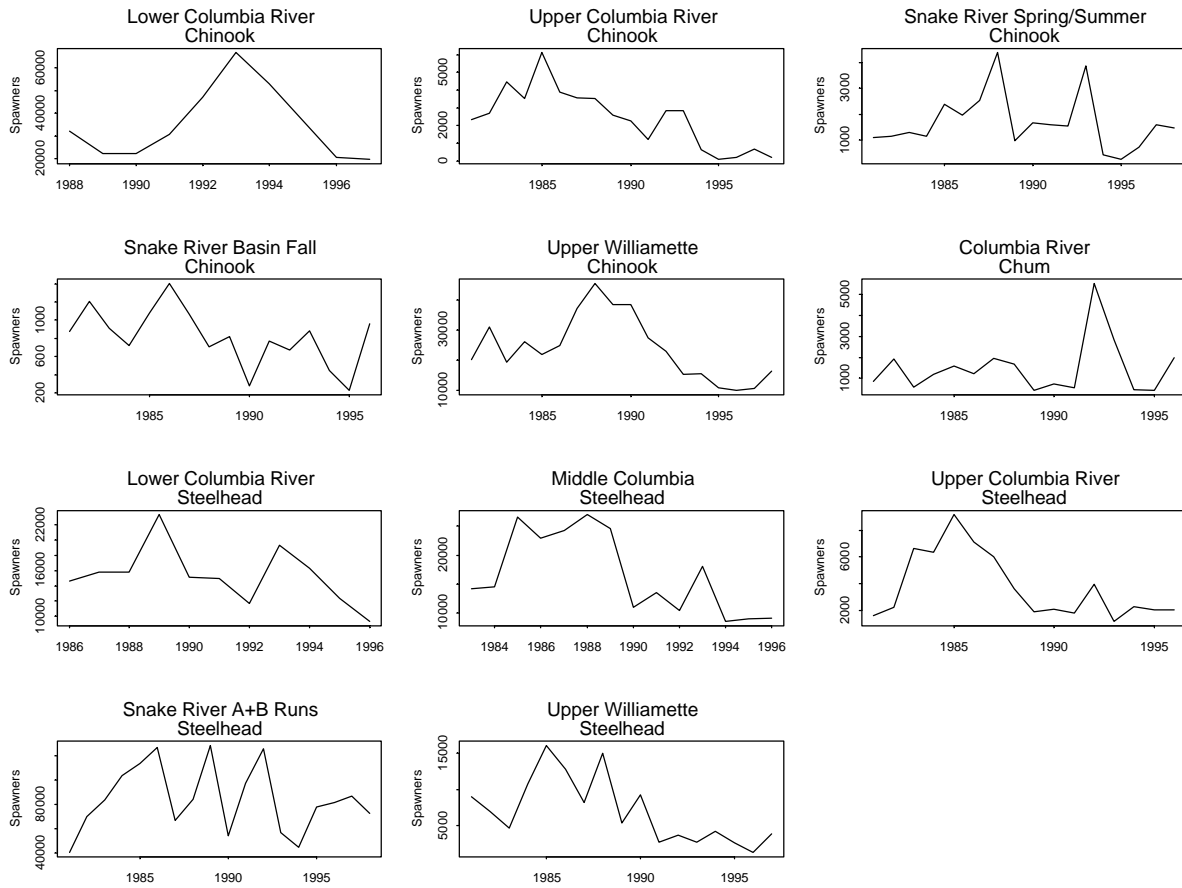 Lower Columbia River
Chinook
Spawners
20000 40000 60000
1988 1990 1992 1994 1996
Upper Columbia River
Chinook
Spawners
0 2000 5000
1985 1990 1995
Snake River Spring/Summer
Chinook
Spawners
1000 3000
1985 1990 1995
Snake River Basin Fall
Chinook
Spawners
200 600 1000
1985 1990 1995
Upper Williamette
Chinook
Spawners
10000 30000
1985 1990 1995
Columbia River
Chum
Spawners
1000 3000 5000
1985 1990 1995
Lower Columbia River
Steelhead
Spawners
10000 16000 22000
1986 1988 1990 1992 1994 1996
Middle Columbia
Steelhead
Spawners
10000 20000
1984 1986 1988 1990 1992 1994 1996
Upper Columbia River
Steelhead
Spawners
2000 6000
1985 1990 1995
Snake River A+B Runs
Steelhead
Spawners
40000 80000
1985 1990 1995
Upper Williamette
Steelhead
Spawners
5000 15000
1985 1990 1995